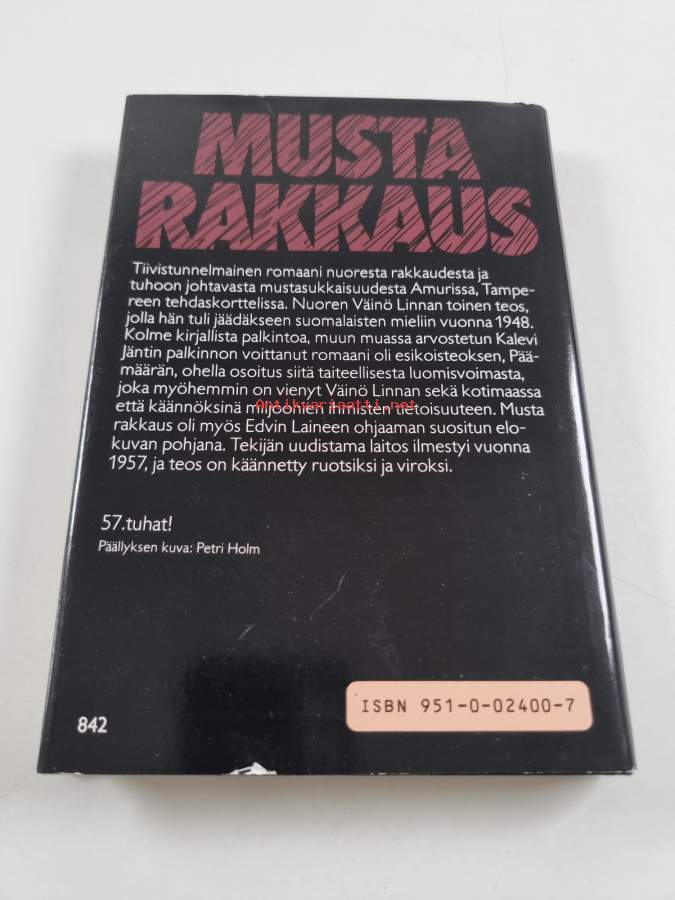 MUSTA
RAKKAUS
Tiivistunnelmainen romaani nuoresta rakkaudesta ja
tuhoon johtavasta mustasukkaisuudesta Amurissa, Tampe-
reen tehdaskorttelissa. Nuoren Väinö Linnan toinen teos,
jolla hän tuli jäädäkseen suomalaisten mieliin vuonna 1948.
Kolme kirjallista palkintoa, muun muassa arvostetun Kalevi
Jäntin palkinnon voittanut romaani oli esikoisteoksen, Pää-
määrän, ohella osoitus siitä taiteellisesta luomisvoimasta,
joka myöhemmin on vienyt Väinö Linnan sekä kotimaassa
että käännöksinä miljoonien ihmisten tietoisuuteen. Musta
Antikvariaatti.net
rakkaus oli myös Edvin Laineen ohjaaman suositun elo-
kuvan pohjana. Tekijän uudistama laitos ilmestyi vuonna
1957, ja teos on käännetty ruotsiksi ja viroksi.
57.tuhat!
Päällyksen kuva: Petri Holm
ISBN 951-0-02400-7
842